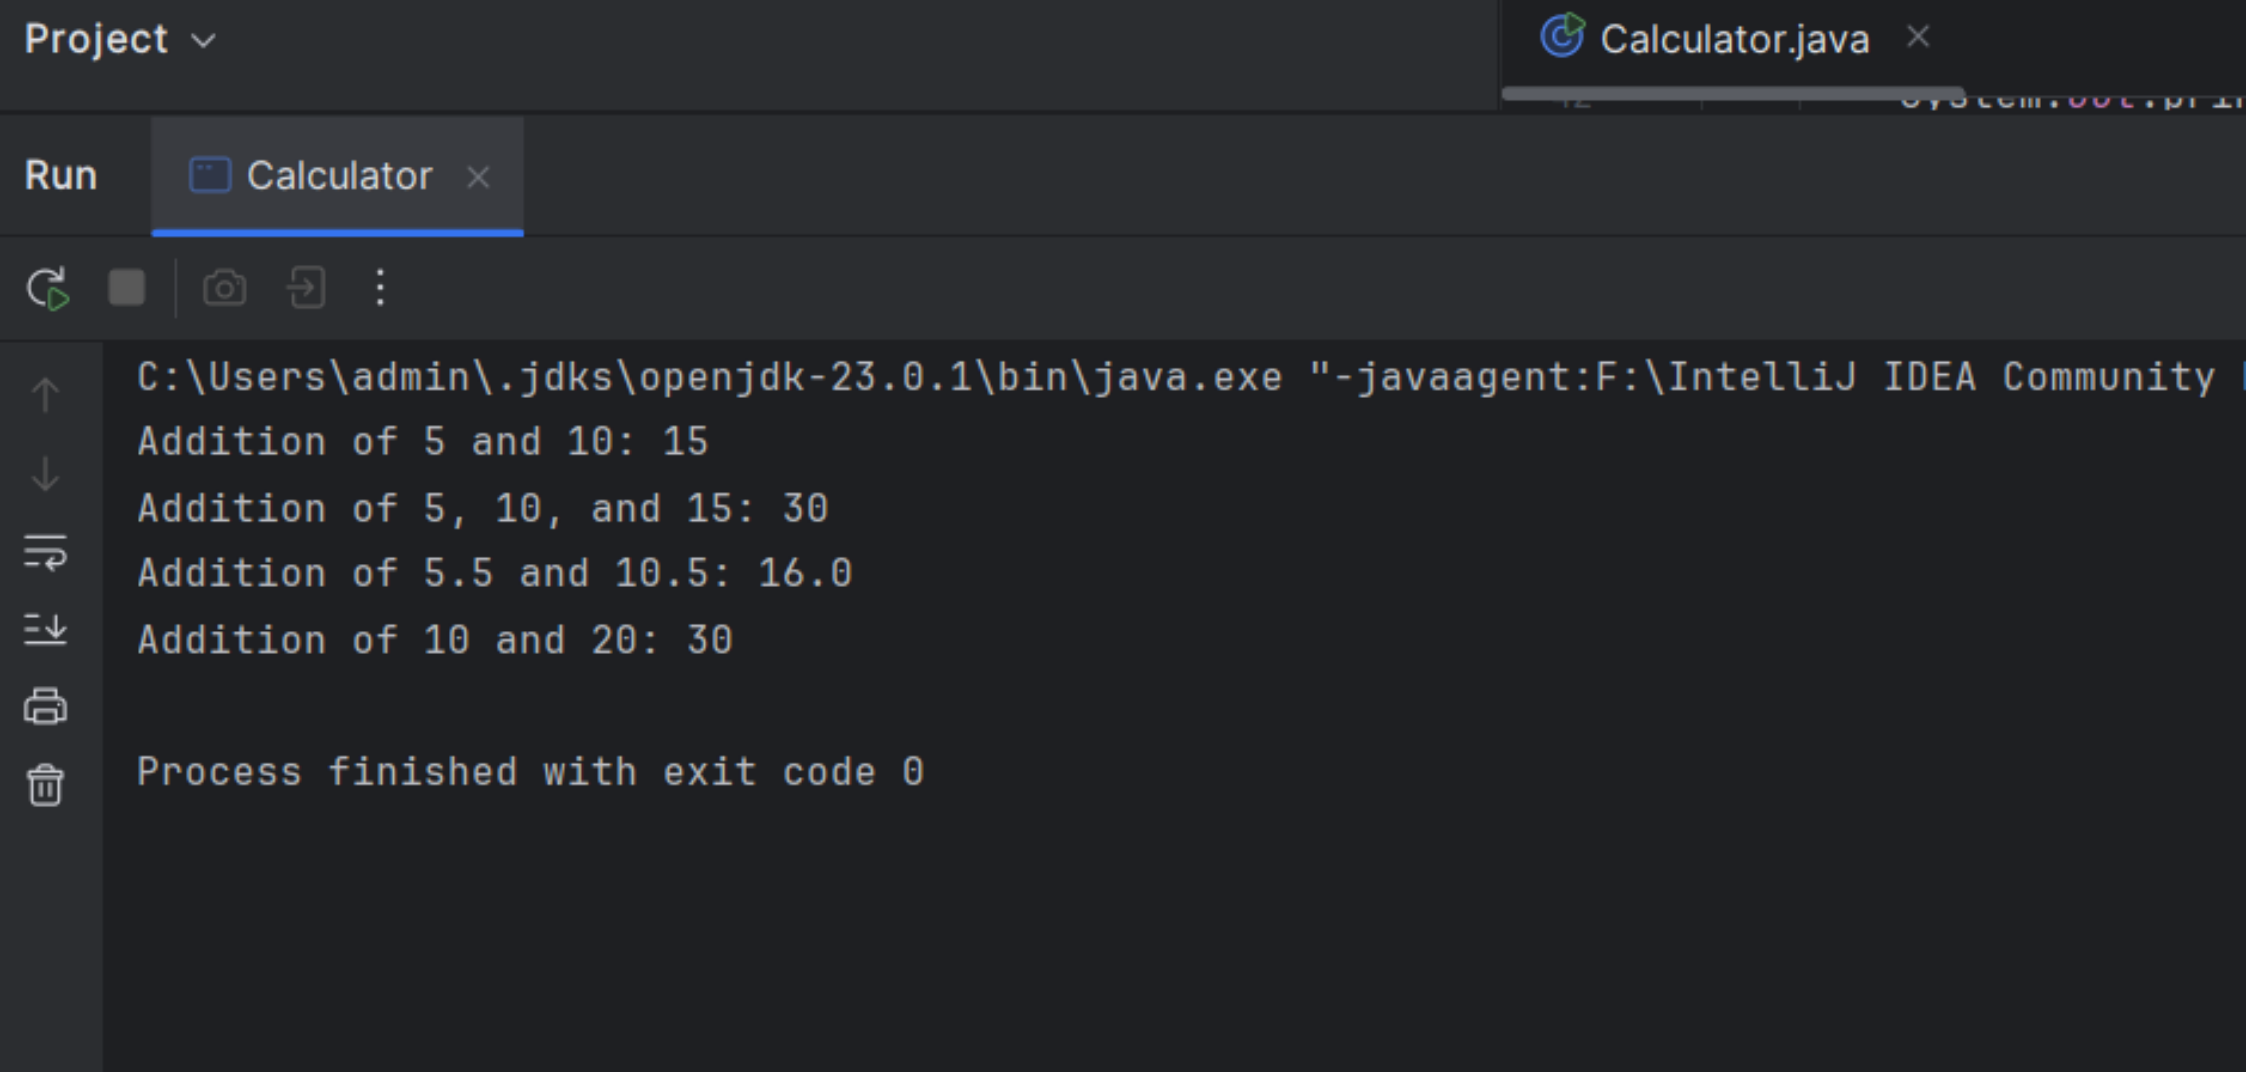 Project
Calculator.java
Run
Calculator
C:\Users\admin\.jdks\openjdk-23.0.1\bin\java.exe "-javaagent:F:\IntelliJ IDEA Community
Addition of 5 and 10: 15
Addition of 5, 10, and 15: 30
Addition of 5.5 and 10.5: 16.0
Addition of 10 and 20: 30
Process finished with exit code 0